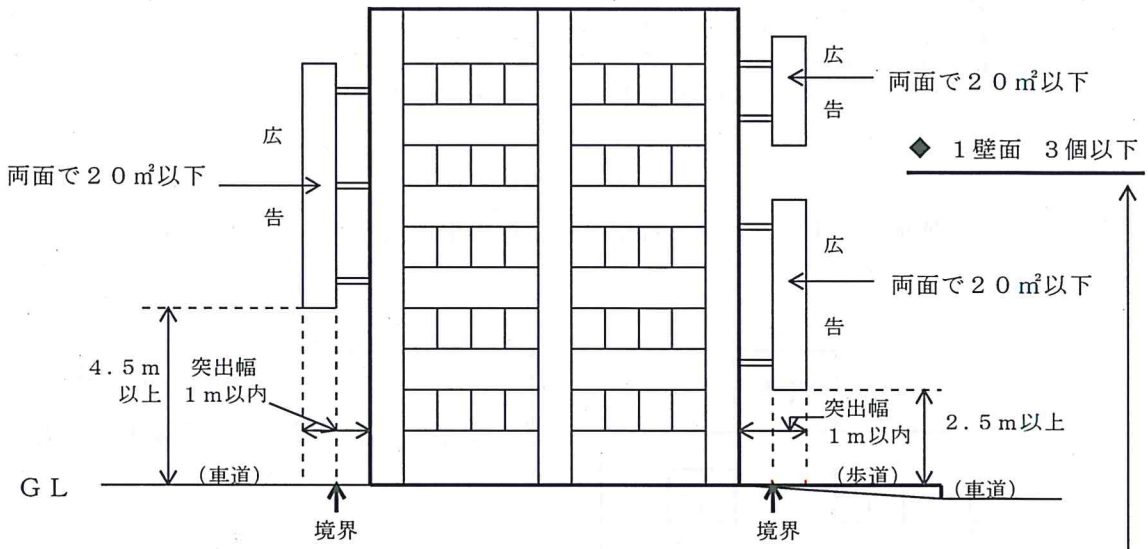 広
告
両面で２０㎡以下
◆ １壁面 ３個以下
広
告
両面で２０㎡以下
広
告
両面で２０㎡以下
４.５ｍ
以上
突出幅
１ｍ以内
突出幅
１ｍ以内
２.５ｍ以上
ＧＬ
(車道)
(歩道)
(車道)
境界
境界